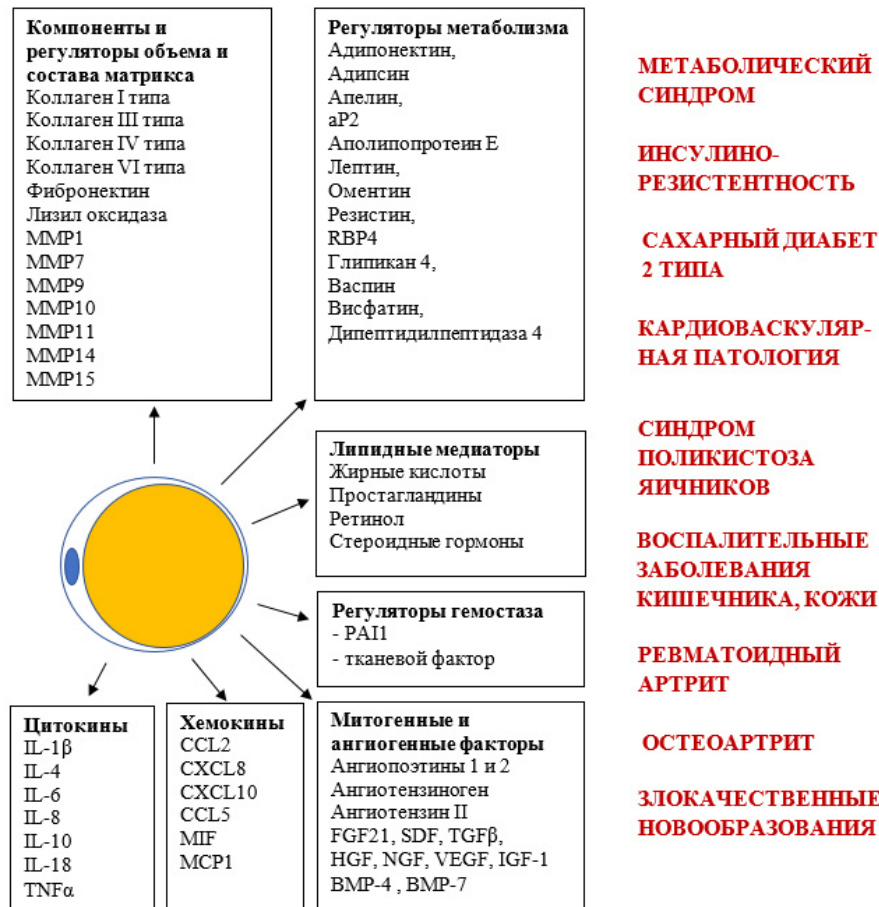 Компоненты и
регуляторы объема и
состава матрикса
Коллаген I типа
Коллаген III типа
Коллаген IV типа
Коллаген VI типа
Фибронектин
Лизил оксидаза
MMP1
MMP7
MMP9
MMP10
MMP11
MMP14
MMP15
Регуляторы метаболизма
Адипонектин,
Адипсин
Апелин,
aP2
Аполипопротеин Е
Лептин,
Оментин
Резистин,
RBP4
Глипикан 4,
Васпин
Висфатин,
Дипептидилпептидаза 4
Липидные медиаторы
Жирные кислоты
Простагландины
Ретинол
Стероидные гормоны
Регуляторы гемостаза
- PAI1
- тканевой фактор
Цитокины
IL-1β
IL-4
IL-6
IL-8
IL-10
IL-18
TNFα
Хемокины
CCL2
CXCL8
CXCL10
CCL5
MIF
MCP1
Митогенные и
ангиогенные факторы
Ангиопоэтины 1 и 2
Ангиотензиноген
Ангиотензин II
FGF21, SDF, TGFβ,
HGF, NGF, VEGF, IGF-1
BMP-4 , BMP-7
МЕТАБОЛИЧЕСКИЙ
СИНДРОМ
ИНСУЛИНО-
РЕЗИСТЕНТНОСТЬ
САХАРНЫЙ ДИАБЕТ
2 ТИПА
КАРДИОВАСКУЛЯР-
НАЯ ПАТОЛОГИЯ
СИНДРОМ
ПОЛИКИСТОЗА
ЯИЧНИКОВ
ВОСПАЛИТЕЛЬНЫЕ
ЗАБОЛЕВАНИЯ
КИШЕЧНИКА, КОЖИ
РЕВМАТОИДНЫЙ
АРТРИТ
ОСТЕОАРТРИТ
ЗЛОКАЧЕСТВЕННЫЕ
НОВООБРАЗОВАНИЯ